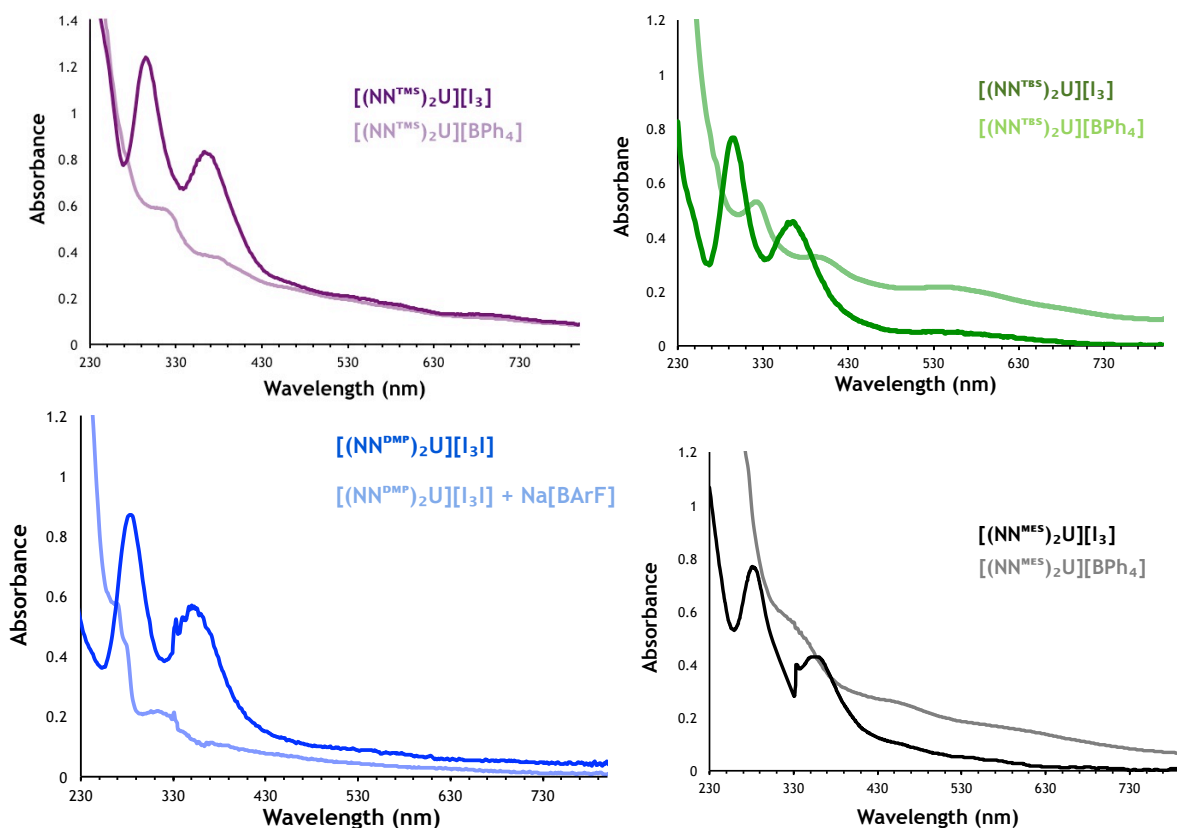 1.4
1.2
1
0.8
0.6
0.4
0.2
0
230 330 430 530 630 730
Absorbance
Wavelength (nm)
[(NNᵀᴹˢ)₂U][I₃]
[(NNᵀᴹˢ)₂U][BPh₄]
1.2
1
0.8
0.6
0.4
0.2
0
230 330 430 530 630 730
Absorbane
Wavelength (nm)
[(NNᵀᴮˢ)₂U][I₃]
[(NNᵀᴮˢ)₂U][BPh₄]
1.2
1
0.8
0.6
0.4
0.2
0
230 330 430 530 630 730
Absorbance
Wavelength (nm)
[(NNᴰᴹᴾ)₂U][I₃I]
[(NNᴰᴹᴾ)₂U][I₃I] + Na[BArF]
1.2
1
0.8
0.6
0.4
0.2
0
230 330 430 530 630 730
Absorbance
Wavelength (nm)
[(NNᴹᴱˢ)₂U][I₃]
[(NNᴹᴱˢ)₂U][BPh₄]